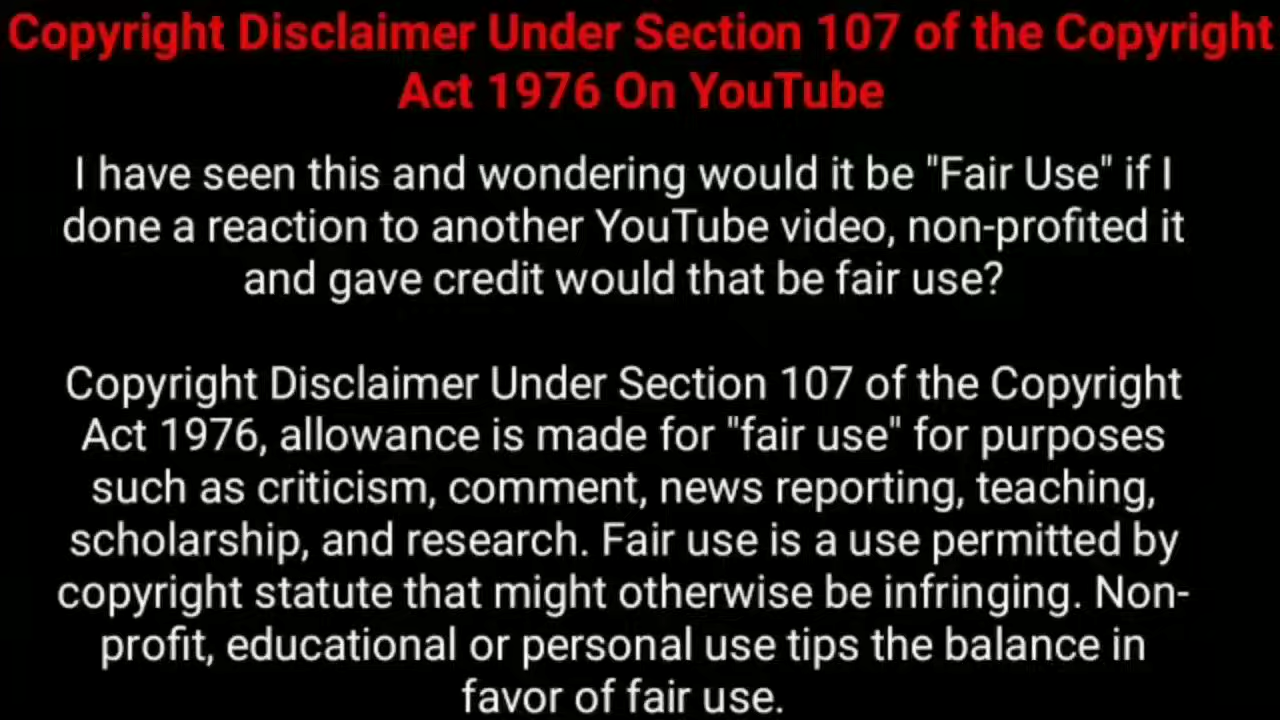 Copyright Disclaimer Under Section 107 of the Copyright
Act 1976 On YouTube
I have seen this and wondering would it be "Fair Use" if I
done a reaction to another YouTube video, non-profited it
and gave credit would that be fair use?
Copyright Disclaimer Under Section 107 of the Copyright
Act 1976, allowance is made for "fair use" for purposes
such as criticism, comment, news reporting, teaching,
scholarship, and research. Fair use is a use permitted by
copyright statute that might otherwise be infringing. Non-
profit, educational or personal use tips the balance in
favor of fair use.